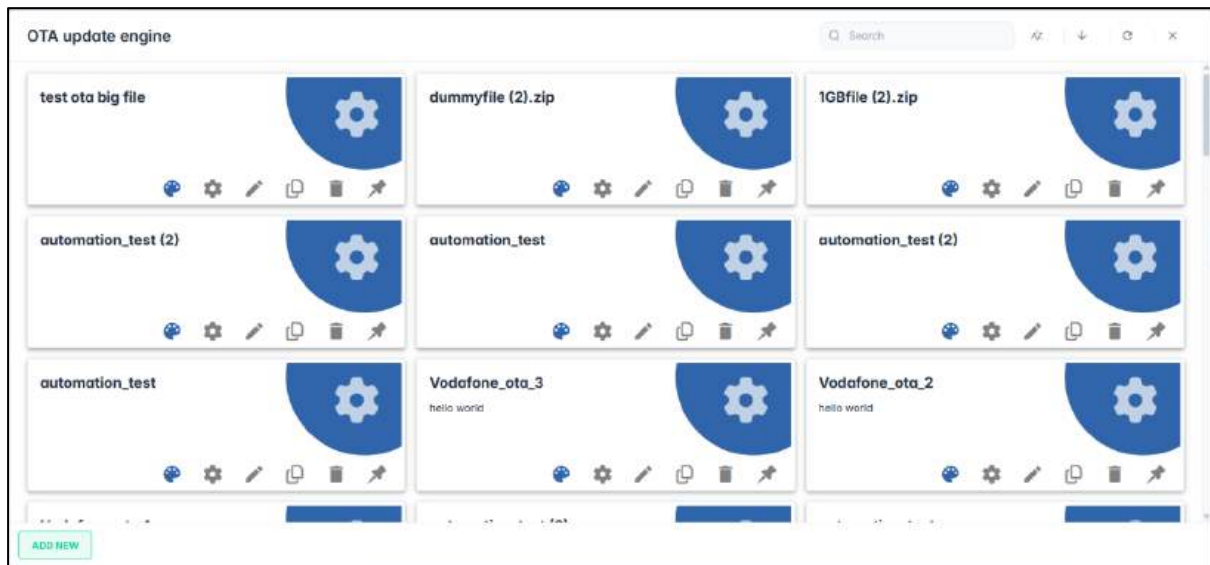 OTA update engine
Search
test ota big file
dummyfile (2).zip
1GBfile (2).zip
automation_test (2)
automation_test
automation_test (2)
automation_test
Vodafone_ota_3
hello world
Vodafone_ota_2
hello world
ADD NEW